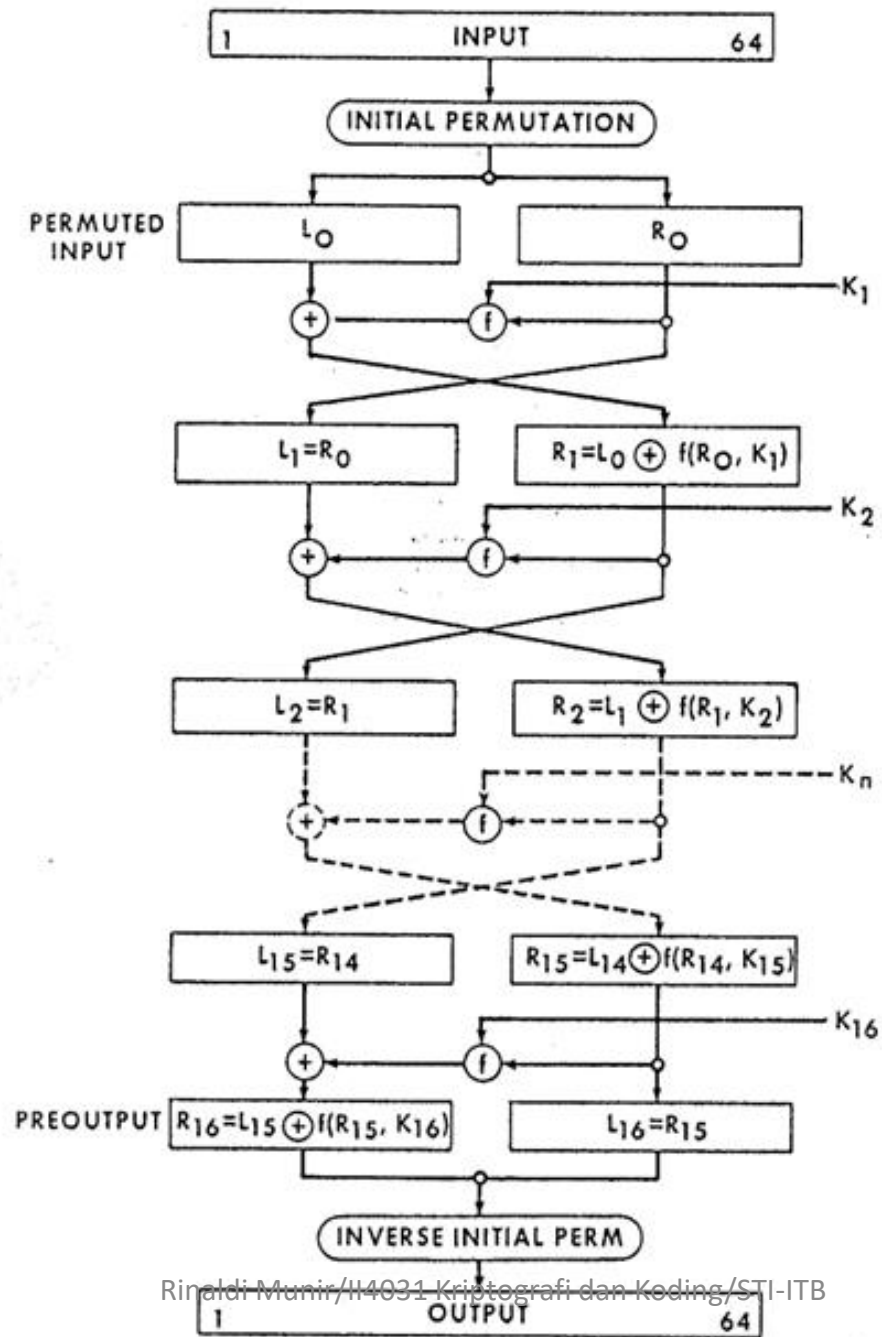 1 INPUT 64
INITIAL PERMUTATION
PERMUTED
INPUT
L₀ R₀
K₁
+ f
L₁=R₀ R₁=L₀ ⊕ f(R₀, K₁)
K₂
+ f
L₂=R₁ R₂=L₁ ⊕ f(R₁, K₂)
Kₙ
+ f
L₁₅=R₁₄ R₁₅=L₁₄⊕f(R₁₄, K₁₅)
K₁₆
+ f
PREOUTPUT R₁₆=L₁₅⊕f(R₁₅, K₁₆) L₁₆=R₁₅
INVERSE INITIAL PERM
Rinaldi Munir/II4031 Kriptografi dan Koding/STI-ITB
1 OUTPUT 64